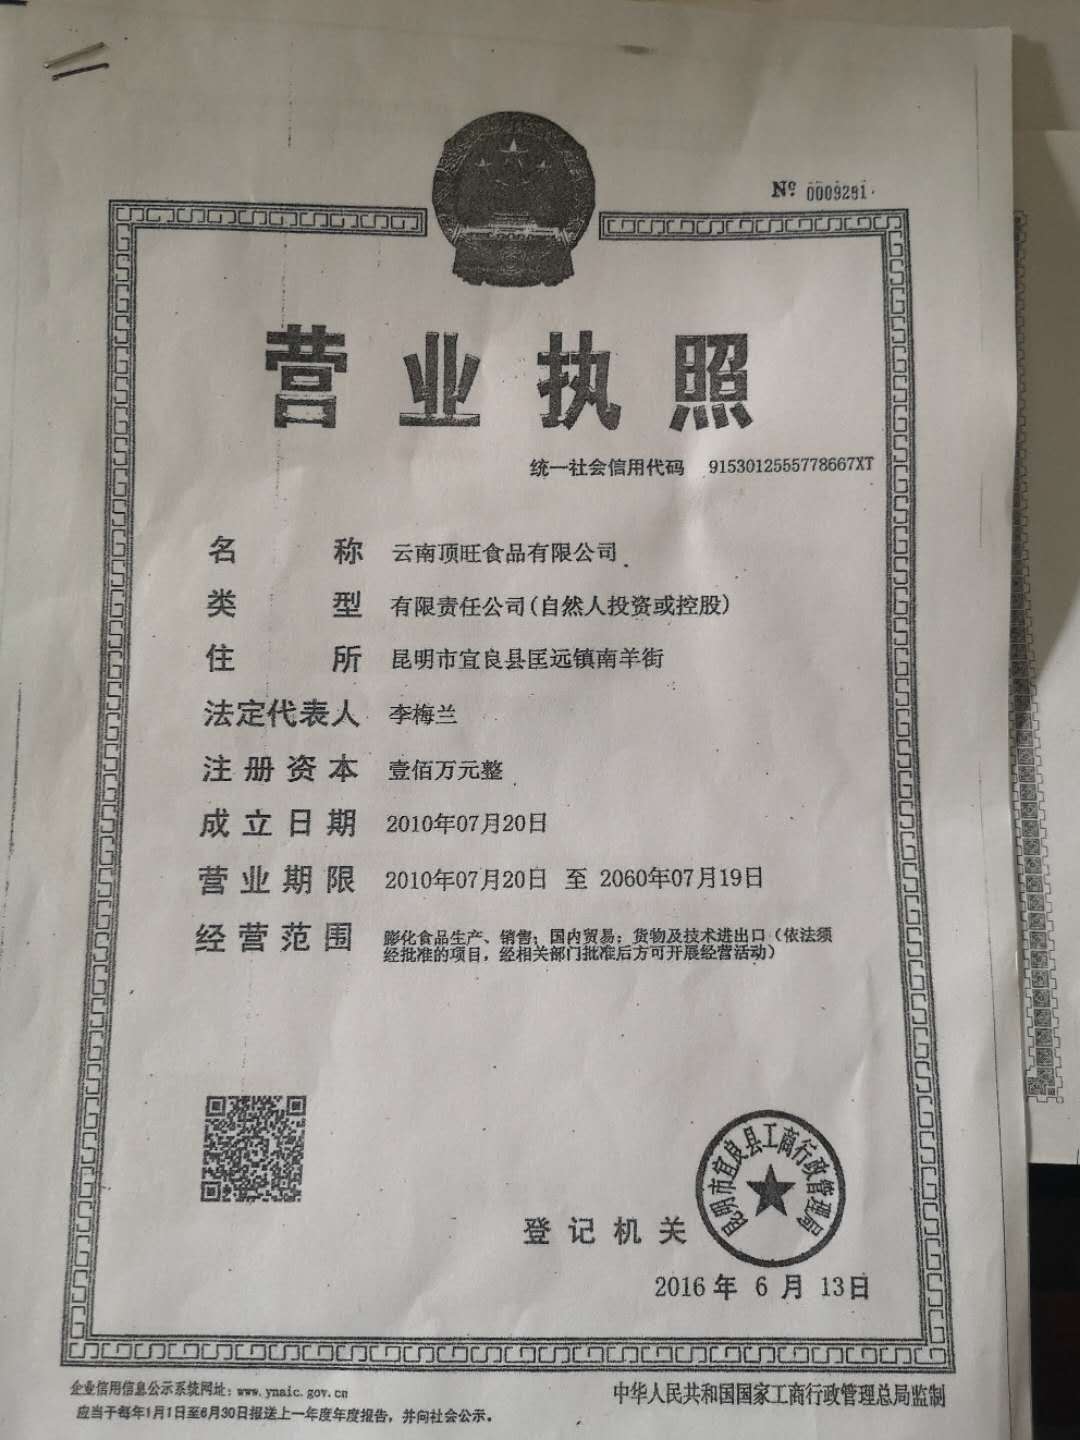 № 0009291
营业执照
统一社会信用代码 9153012555778667XT
名称 云南顶旺食品有限公司
类型 有限责任公司(自然人投资或控股)
住所 昆明市宜良县匡远镇南羊街
法定代表人 李梅兰
注册资本 壹佰万元整
成立日期 2010年07月20日
营业期限 2010年07月20日 至 2060年07月19日
经营范围 膨化食品生产、销售；国内贸易；货物及技术进出口（依法须
经批准的项目，经相关部门批准后方可开展经营活动）
昆明市宜良县工商行政管理局
登记机关
2016年6月13日
企业信用信息公示系统网址：www.ynaic.gov.cn
中华人民共和国国家工商行政管理总局监制
应当于每年1月1日至6月30日报送上一年度年度报告，并向社会公示。